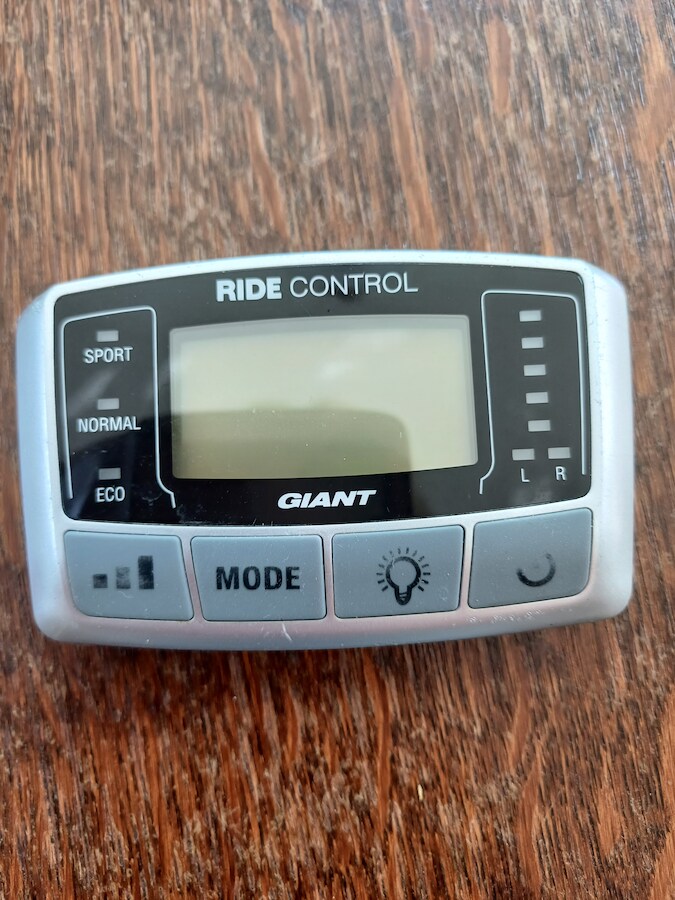 RIDE CONTROL
SPORT
NORMAL
ECO
L R
GIANT
MODE